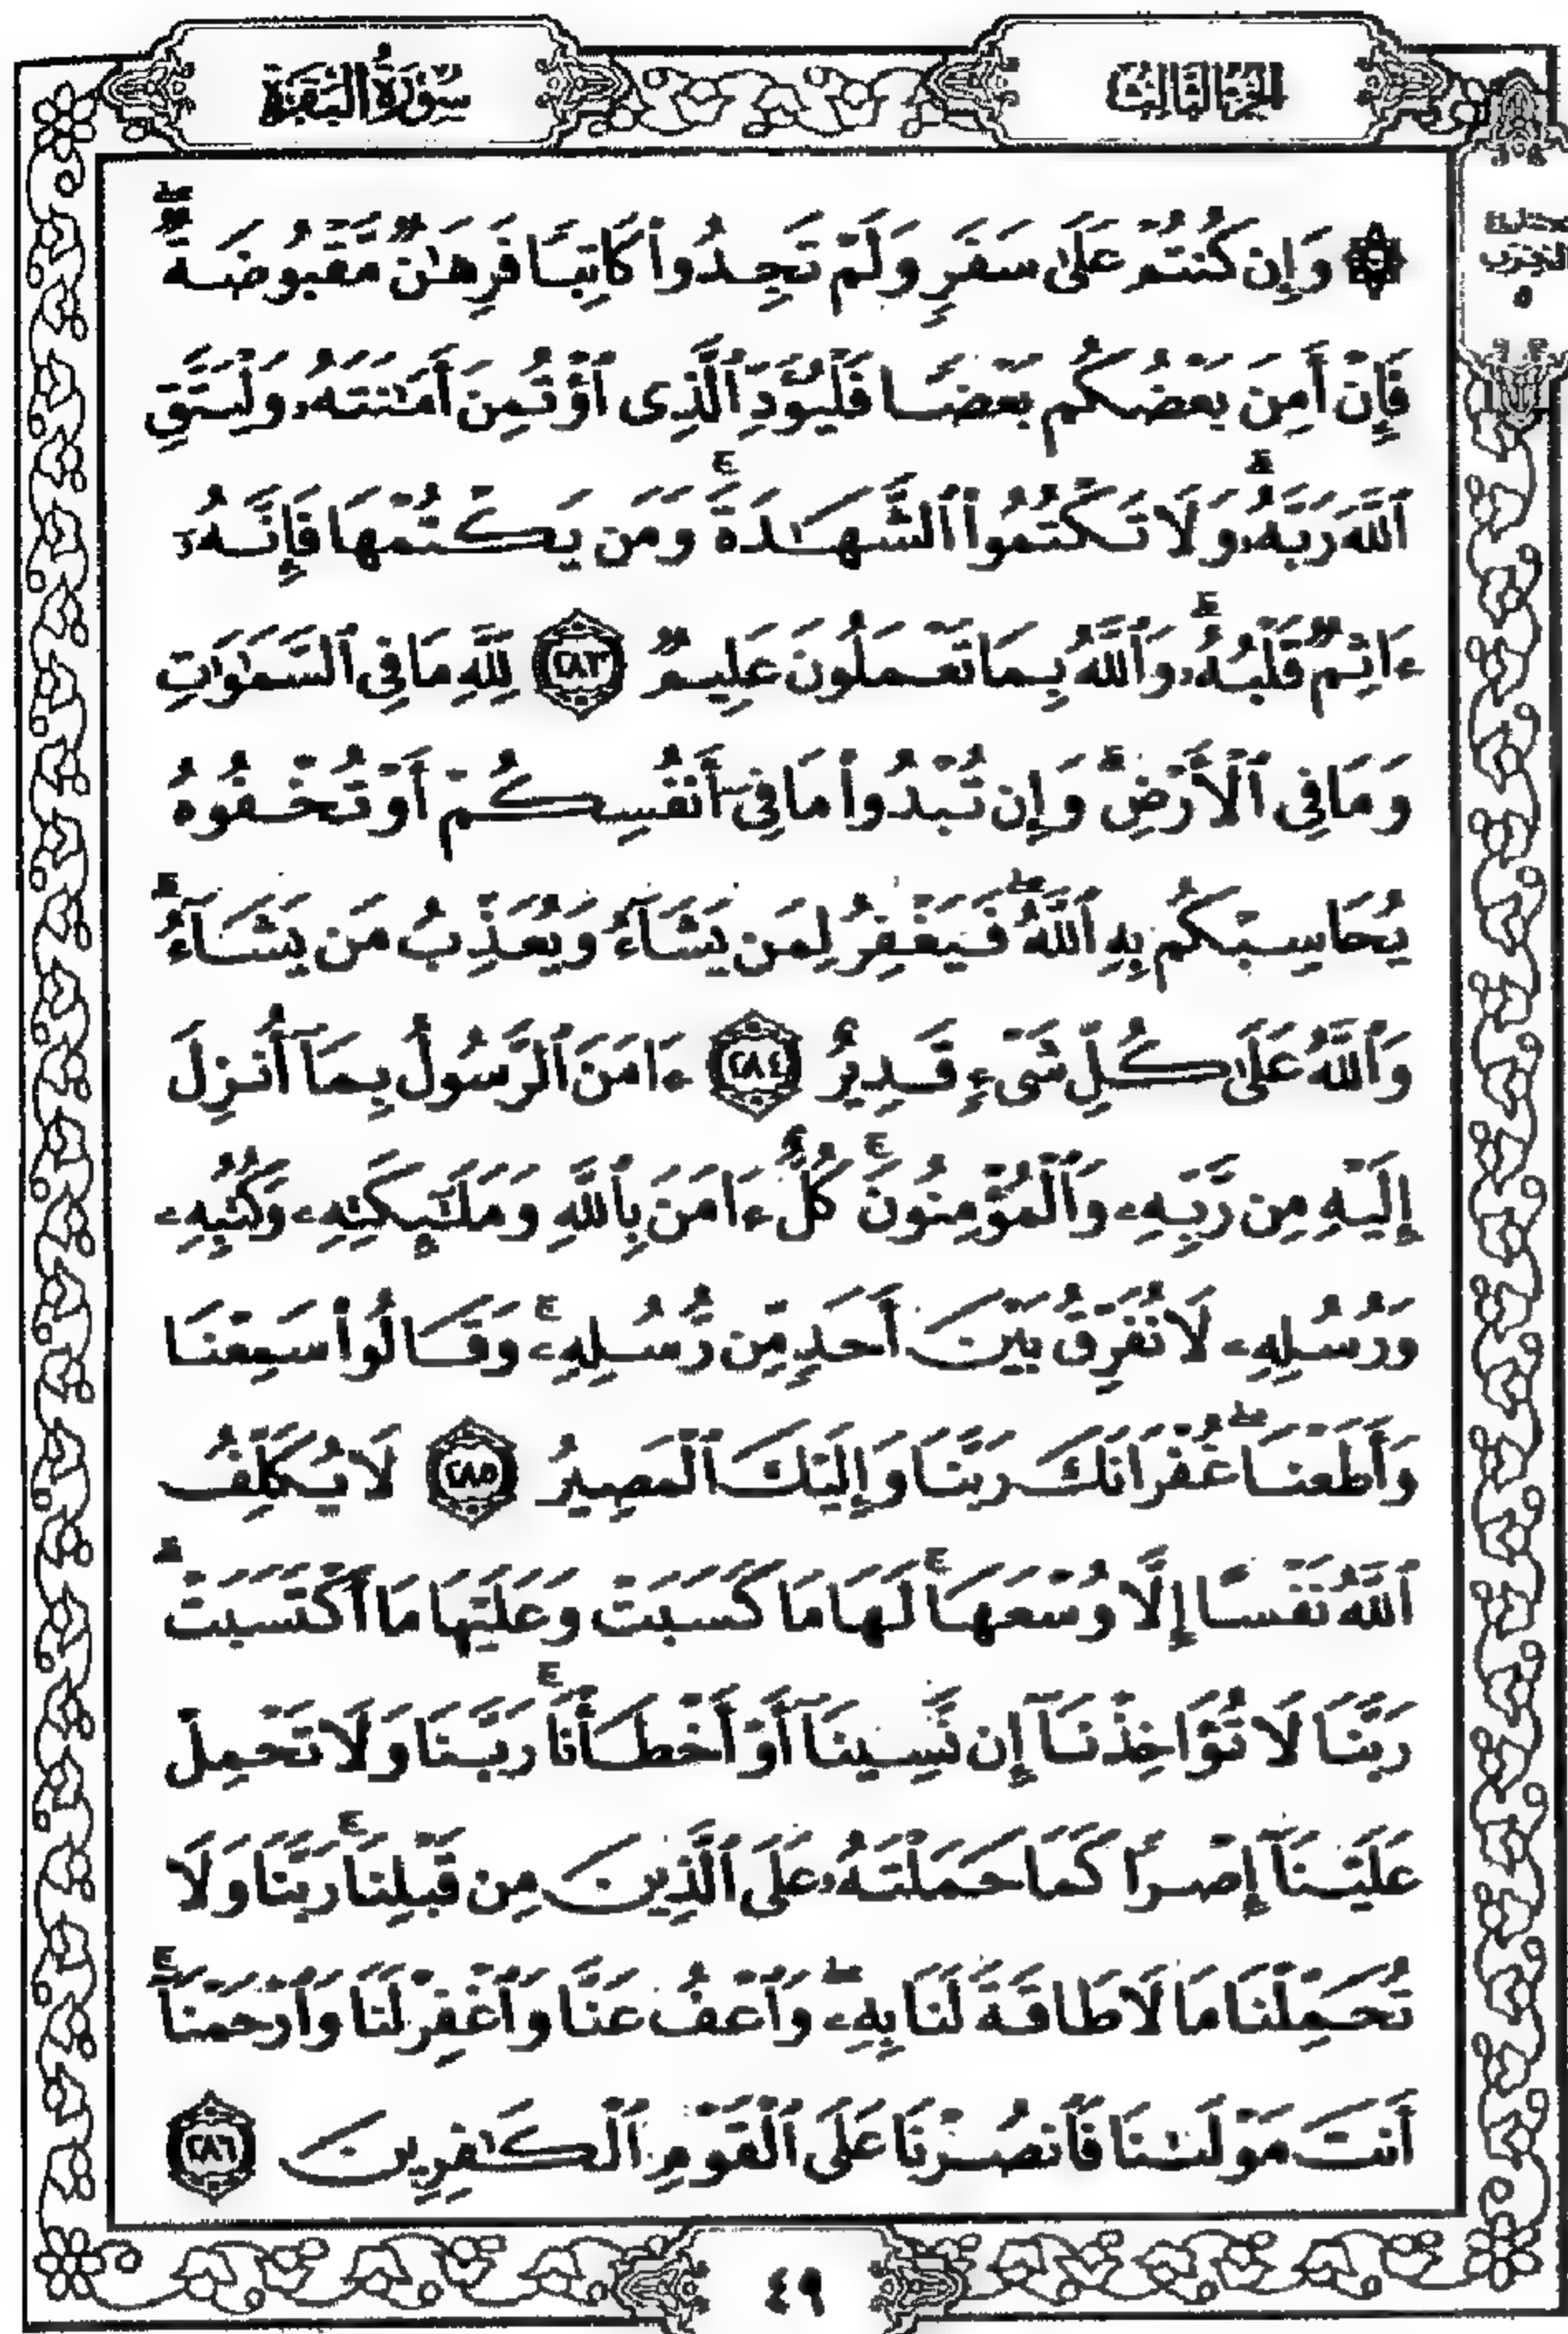 الجزء الثالث
سورة البقرة
۞ وَإِن كُنتُمْ عَلَىٰ سَفَرٍ وَلَمْ تَجِدُوا۟ كَاتِبًا فَرِهَـٰنٌ مَّقْبُوضَةٌ ۖ
فَإِنْ أَمِنَ بَعْضُكُم بَعْضًا فَلْيُؤَدِّ ٱلَّذِى ٱؤْتُمِنَ أَمَـٰنَتَهُۥ وَلْيَتَّقِ
ٱللَّهَ رَبَّهُۥ ۗ وَلَا تَكْتُمُوا۟ ٱلشَّهَـٰدَةَ ۚ وَمَن يَكْتُمْهَا فَإِنَّهُۥٓ
ءَاثِمٌ قَلْبُهُۥ ۗ وَٱللَّهُ بِمَا تَعْمَلُونَ عَلِيمٌ ٢٨٣ لِّلَّهِ مَا فِى ٱلسَّمَـٰوَٰتِ
وَمَا فِى ٱلْأَرْضِ ۗ وَإِن تُبْدُوا۟ مَا فِىٓ أَنفُسِكُمْ أَوْ تُخْفُوهُ
يُحَاسِبْكُم بِهِ ٱللَّهُ ۖ فَيَغْفِرُ لِمَن يَشَآءُ وَيُعَذِّبُ مَن يَشَآءُ ۗ
وَٱللَّهُ عَلَىٰ كُلِّ شَىْءٍ قَدِيرٌ ٢٨٤ ءَامَنَ ٱلرَّسُولُ بِمَآ أُنزِلَ
إِلَيْهِ مِن رَّبِّهِۦ وَٱلْمُؤْمِنُونَ ۚ كُلٌّ ءَامَنَ بِٱللَّهِ وَمَلَـٰٓئِكَتِهِۦ وَكُتُبِهِۦ
وَرُسُلِهِۦ لَا نُفَرِّقُ بَيْنَ أَحَدٍ مِّن رُّسُلِهِۦ ۚ وَقَالُوا۟ سَمِعْنَا
وَأَطَعْنَا ۖ غُفْرَانَكَ رَبَّنَا وَإِلَيْكَ ٱلْمَصِيرُ ٢٨٥ لَا يُكَلِّفُ
ٱللَّهُ نَفْسًا إِلَّا وُسْعَهَا ۚ لَهَا مَا كَسَبَتْ وَعَلَيْهَا مَا ٱكْتَسَبَتْ ۗ
رَبَّنَا لَا تُؤَاخِذْنَآ إِن نَّسِينَآ أَوْ أَخْطَأْنَا ۚ رَبَّنَا وَلَا تَحْمِلْ
عَلَيْنَآ إِصْرًا كَمَا حَمَلْتَهُۥ عَلَى ٱلَّذِينَ مِن قَبْلِنَا ۚ رَبَّنَا وَلَا
تُحَمِّلْنَا مَا لَا طَاقَةَ لَنَا بِهِۦ ۖ وَٱعْفُ عَنَّا وَٱغْفِرْ لَنَا وَٱرْحَمْنَآ ۚ
أَنتَ مَوْلَىٰنَا فَٱنصُرْنَا عَلَى ٱلْقَوْمِ ٱلْكَـٰفِرِينَ ٢٨٦
٤٩
الحزب
٥